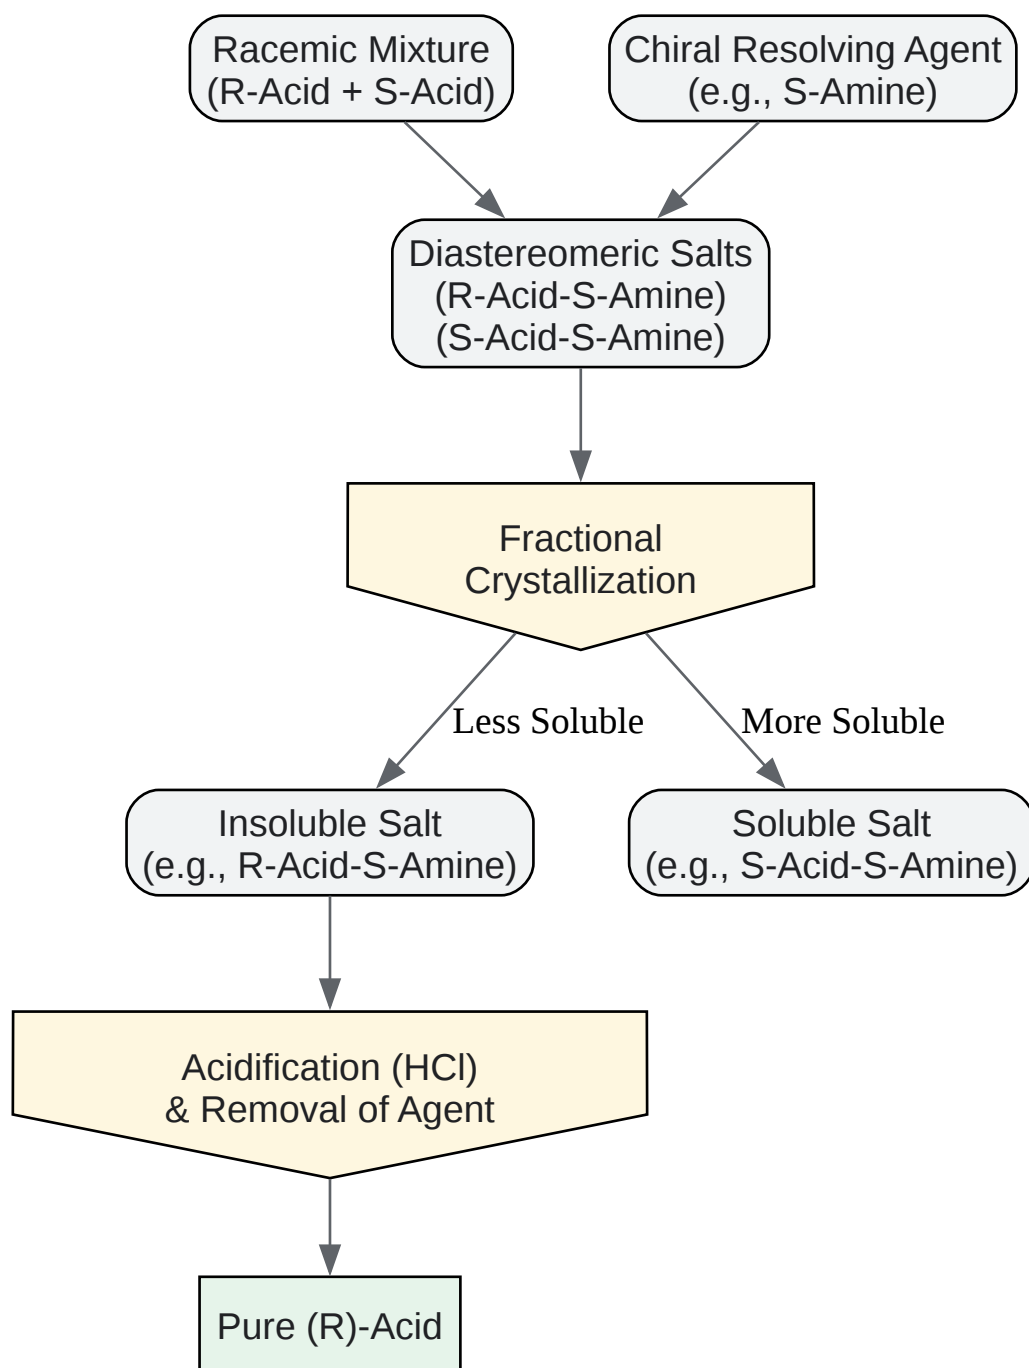 Racemic Mixture
(R-Acid + S-Acid)
Chiral Resolving Agent
(e.g., S-Amine)
Diastereomeric Salts
(R-Acid-S-Amine)
(S-Acid-S-Amine)
Fractional
Crystallization
Less Soluble
More Soluble
Insoluble Salt
(e.g., R-Acid-S-Amine)
Soluble Salt
(e.g., S-Acid-S-Amine)
Acidification (HCl)
& Removal of Agent
Pure (R)-Acid